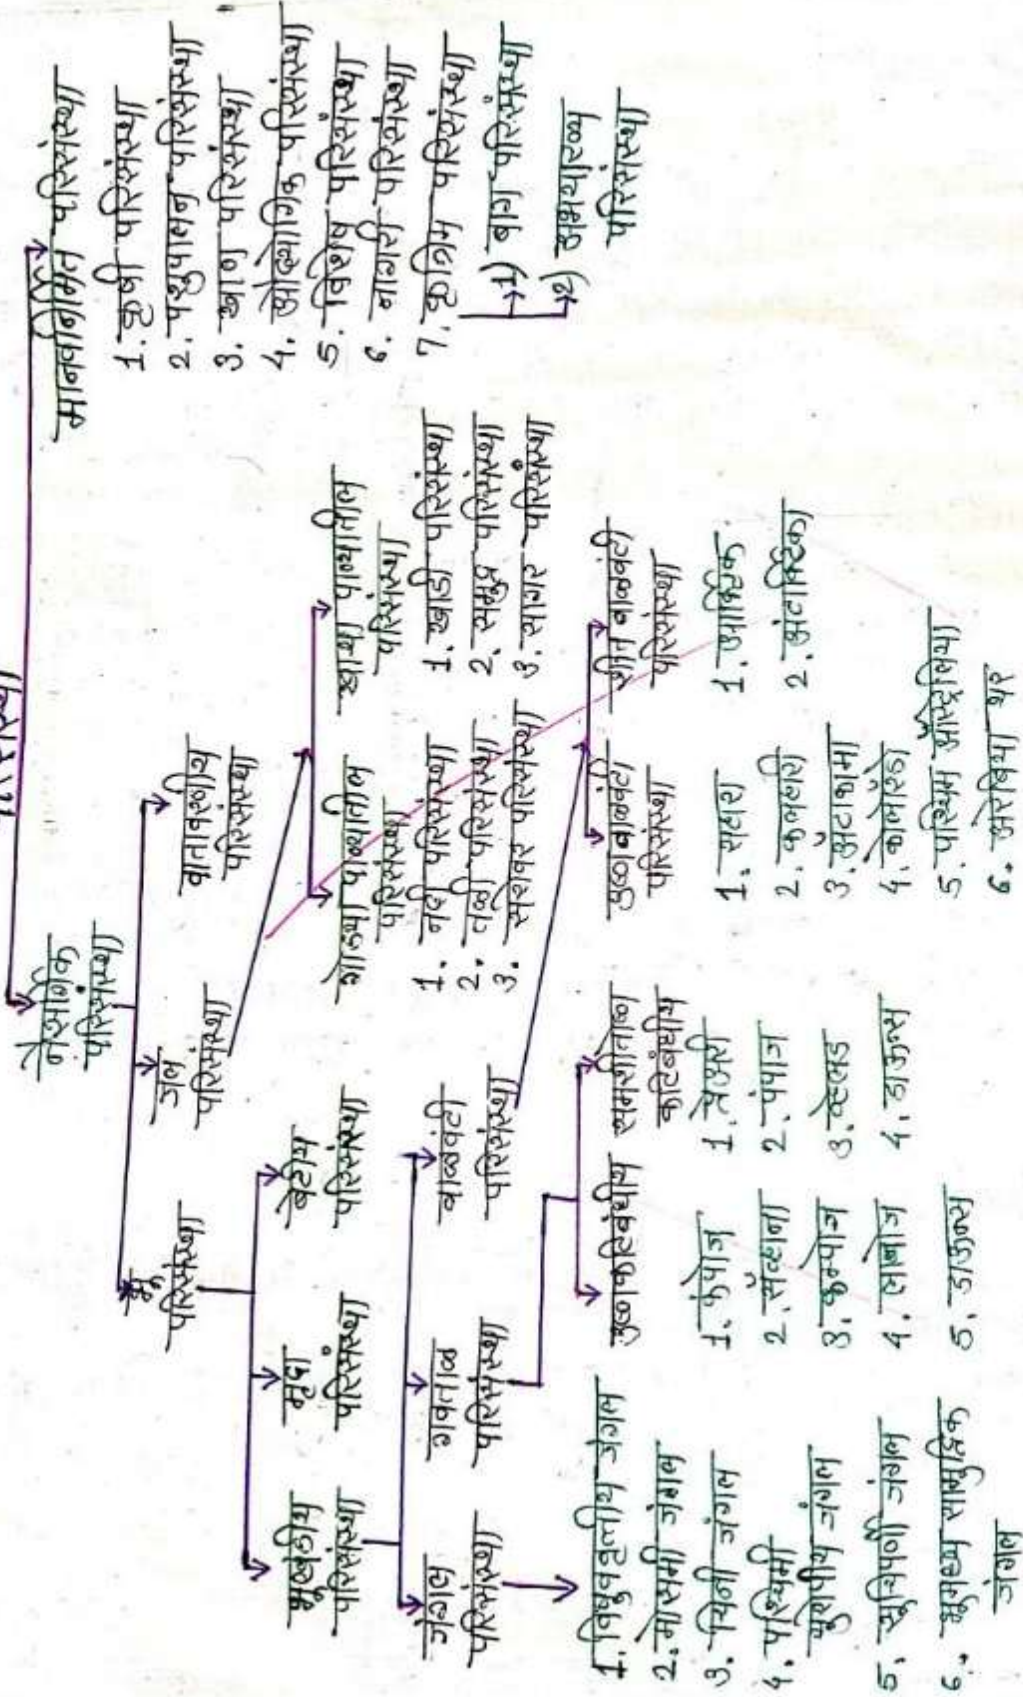 परिसंस्था
नैसर्गिक
परिसंस्था
मानवनिर्मित परिसंस्था
1. कृषी परिसंस्था
2. पशुपालन परिसंस्था
3. खाण परिसंस्था
4. औद्योगिक परिसंस्था
5. विशेष परिसंस्था
6. नागरी परिसंस्था
7. कृत्रिम परिसंस्था
1) वन परिसंस्था
2) अभयारण्य
परिसंस्था
भू
परिसंस्था
जल
परिसंस्था
वातावरणीय
परिसंस्था
भूखंडीय
परिसंस्था
मृदा
परिसंस्था
बेटीय
परिसंस्था
गोड्या पाण्यातील
परिसंस्था
1. नदी परिसंस्था
2. तळी परिसंस्था
3. सरोवर परिसंस्था
खाऱ्या पाण्यातील
परिसंस्था
1. खाडी परिसंस्था
2. समुद्र परिसंस्था
3. सागर परिसंस्था
जंगल
परिसंस्था
गवताळ
परिसंस्था
वाळवंटी
परिसंस्था
1. विषुववृत्तीय जंगल
2. मोसमी जंगल
3. तैगा जंगल
4. पश्चिमी
युरोपीय जंगल
5. सूचिपर्णी जंगल
6. भूमध्य सामुद्रिक
जंगल
उष्णकटिबंधीय
1. कंपोज
2. सॅव्हाना
3. कम्पोज
4. लानोज
5. डाऊन्स
समशीतोष्ण
कटिबंधीय
1. प्रेअरी
2. पंपाज
3. वेल्ड
4. डाऊन्स
उष्ण वाळवंटी
परिसंस्था
1. सहारा
2. कलहारी
3. अॅटाकामा
4. कोलोरॅडो
5. पश्चिम ऑस्ट्रेलिया
6. अरेबिया थर
शीत वाळवंटी
परिसंस्था
1. आर्क्टिक
2. अंटार्क्टिका